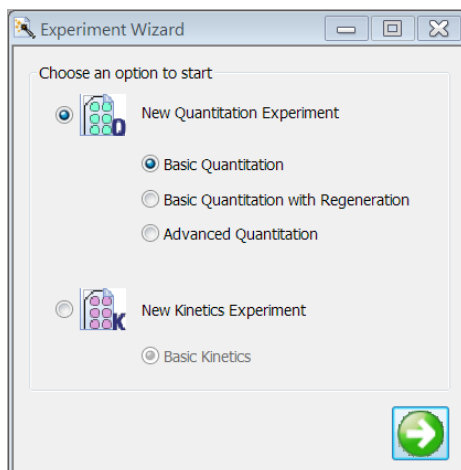 Experiment Wizard
Choose an option to start
Q New Quantitation Experiment
Basic Quantitation
Basic Quantitation with Regeneration
Advanced Quantitation
K New Kinetics Experiment
Basic Kinetics